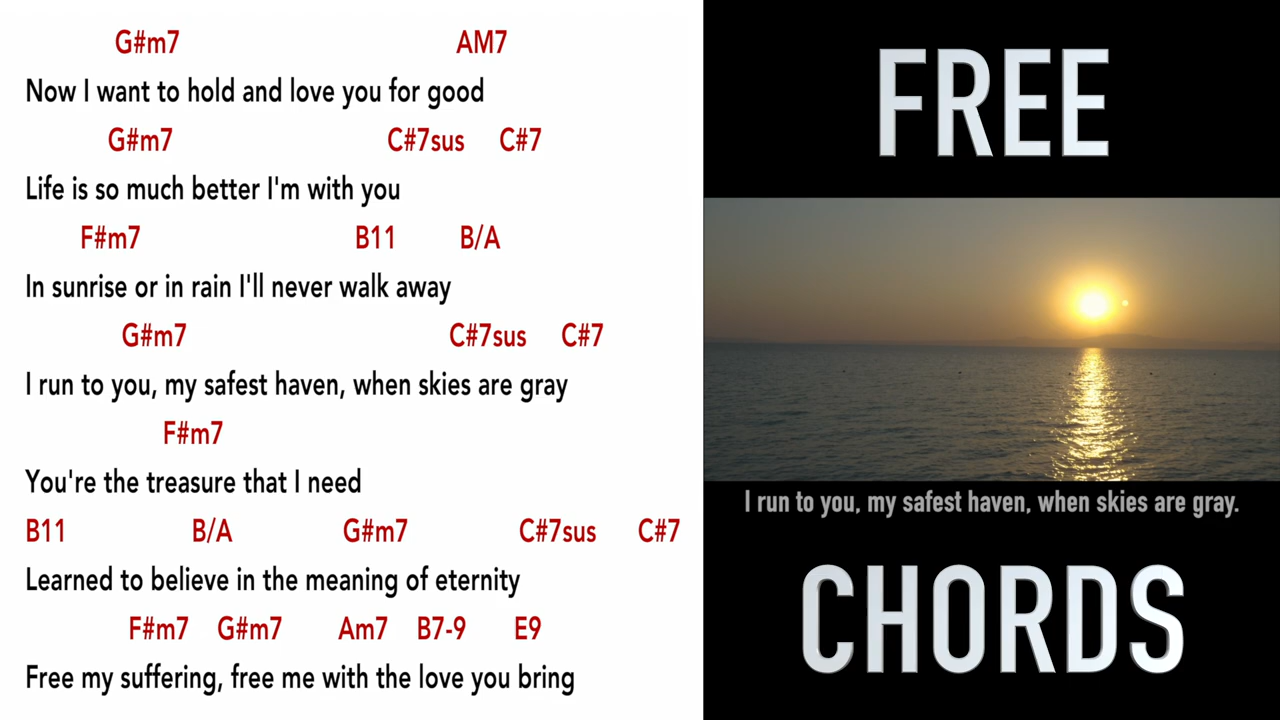 G#m7 AM7
Now I want to hold and love you for good
G#m7 C#7sus C#7
Life is so much better I'm with you
F#m7 B11 B/A
In sunrise or in rain I'll never walk away
G#m7 C#7sus C#7
I run to you, my safest haven, when skies are gray
F#m7
You're the treasure that I need
B11 B/A G#m7 C#7sus C#7
Learned to believe in the meaning of eternity
F#m7 G#m7 Am7 B7-9 E9
Free my suffering, free me with the love you bring
FREE
I run to you, my safest haven, when skies are gray.
CHORDS